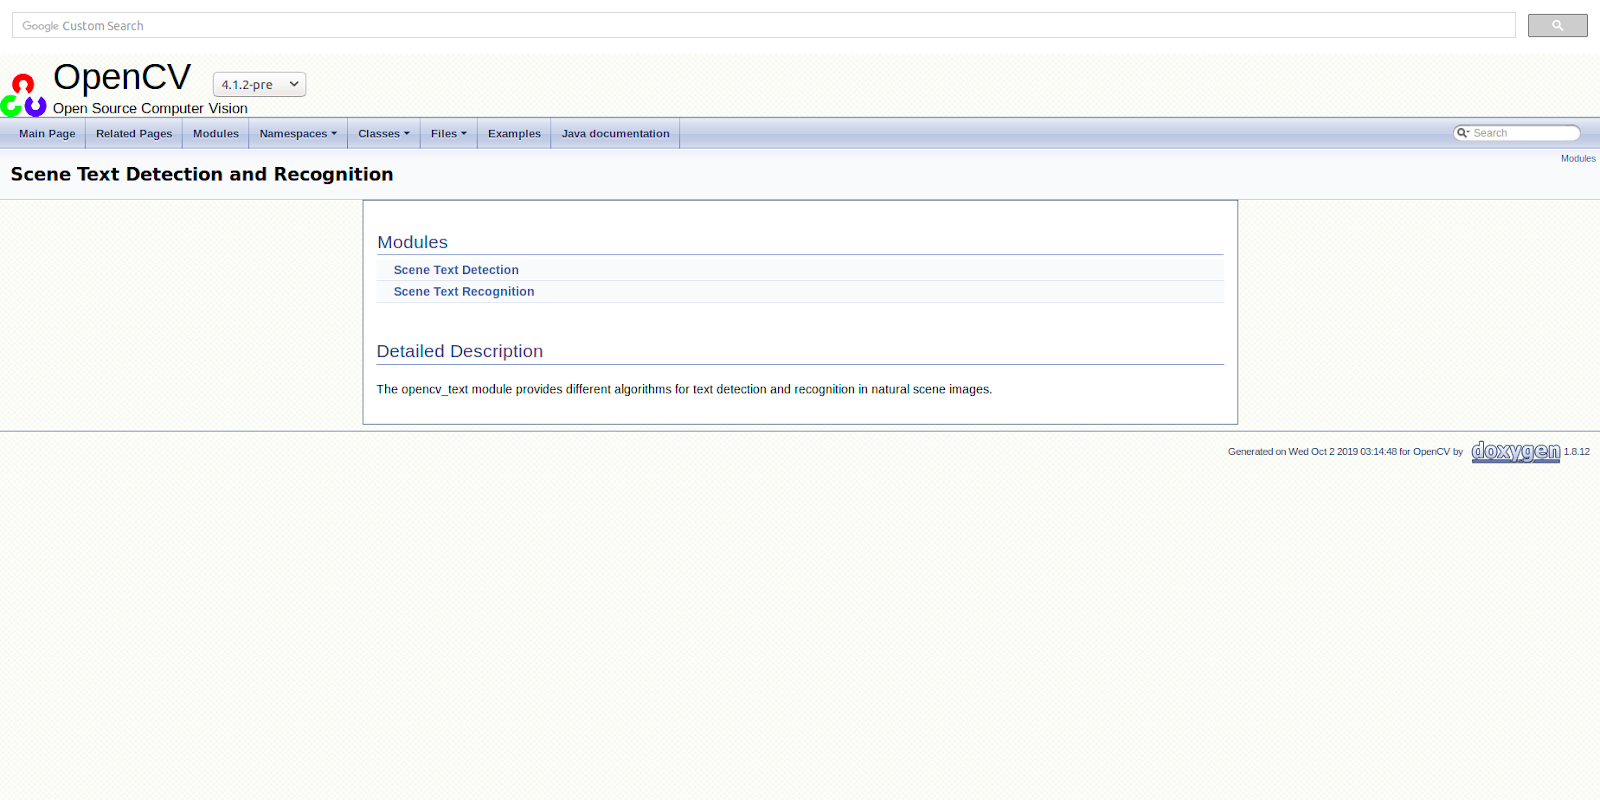 Google Custom Search
OpenCV 4.1.2-pre
Open Source Computer Vision
Main Page Related Pages Modules Namespaces Classes Files Examples Java documentation Search
Modules
Scene Text Detection and Recognition
Modules
Scene Text Detection
Scene Text Recognition
Detailed Description
The opencv_text module provides different algorithms for text detection and recognition in natural scene images.
Generated on Wed Oct 2 2019 03:14:48 for OpenCV by doxygen 1.8.12